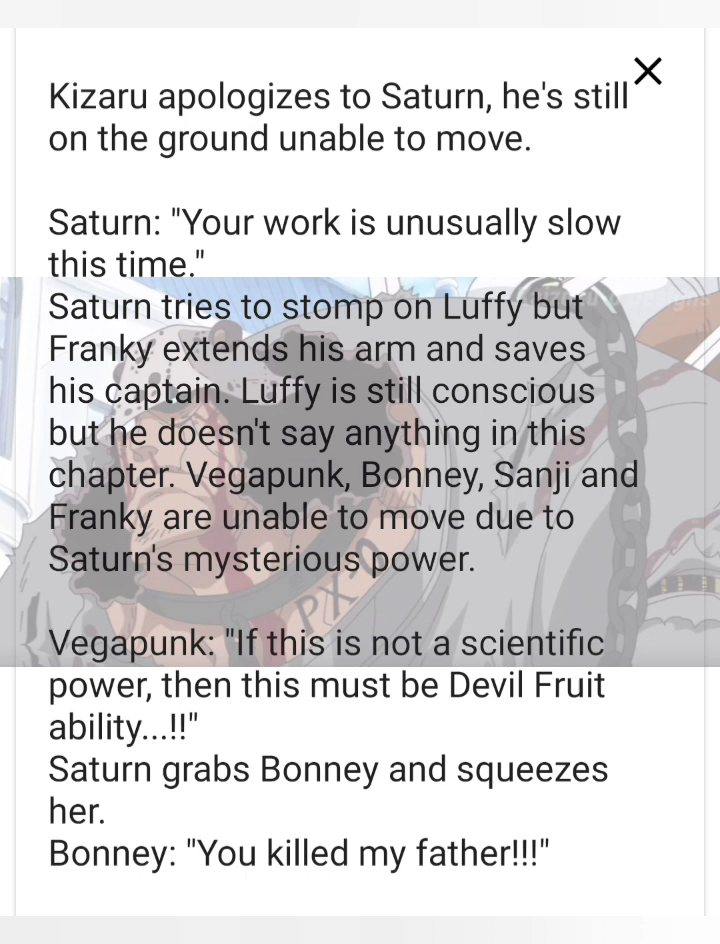 Kizaru apologizes to Saturn, he's still
on the ground unable to move.
Saturn: "Your work is unusually slow
this time."
Saturn tries to stomp on Luffy but
Franky extends his arm and saves
his captain. Luffy is still conscious
but he doesn't say anything in this
chapter. Vegapunk, Bonney, Sanji and
Franky are unable to move due to
Saturn's mysterious power.
PX-0
Vegapunk: "If this is not a scientific
power, then this must be Devil Fruit
ability...!!"
Saturn grabs Bonney and squeezes
her.
Bonney: "You killed my father!!!"